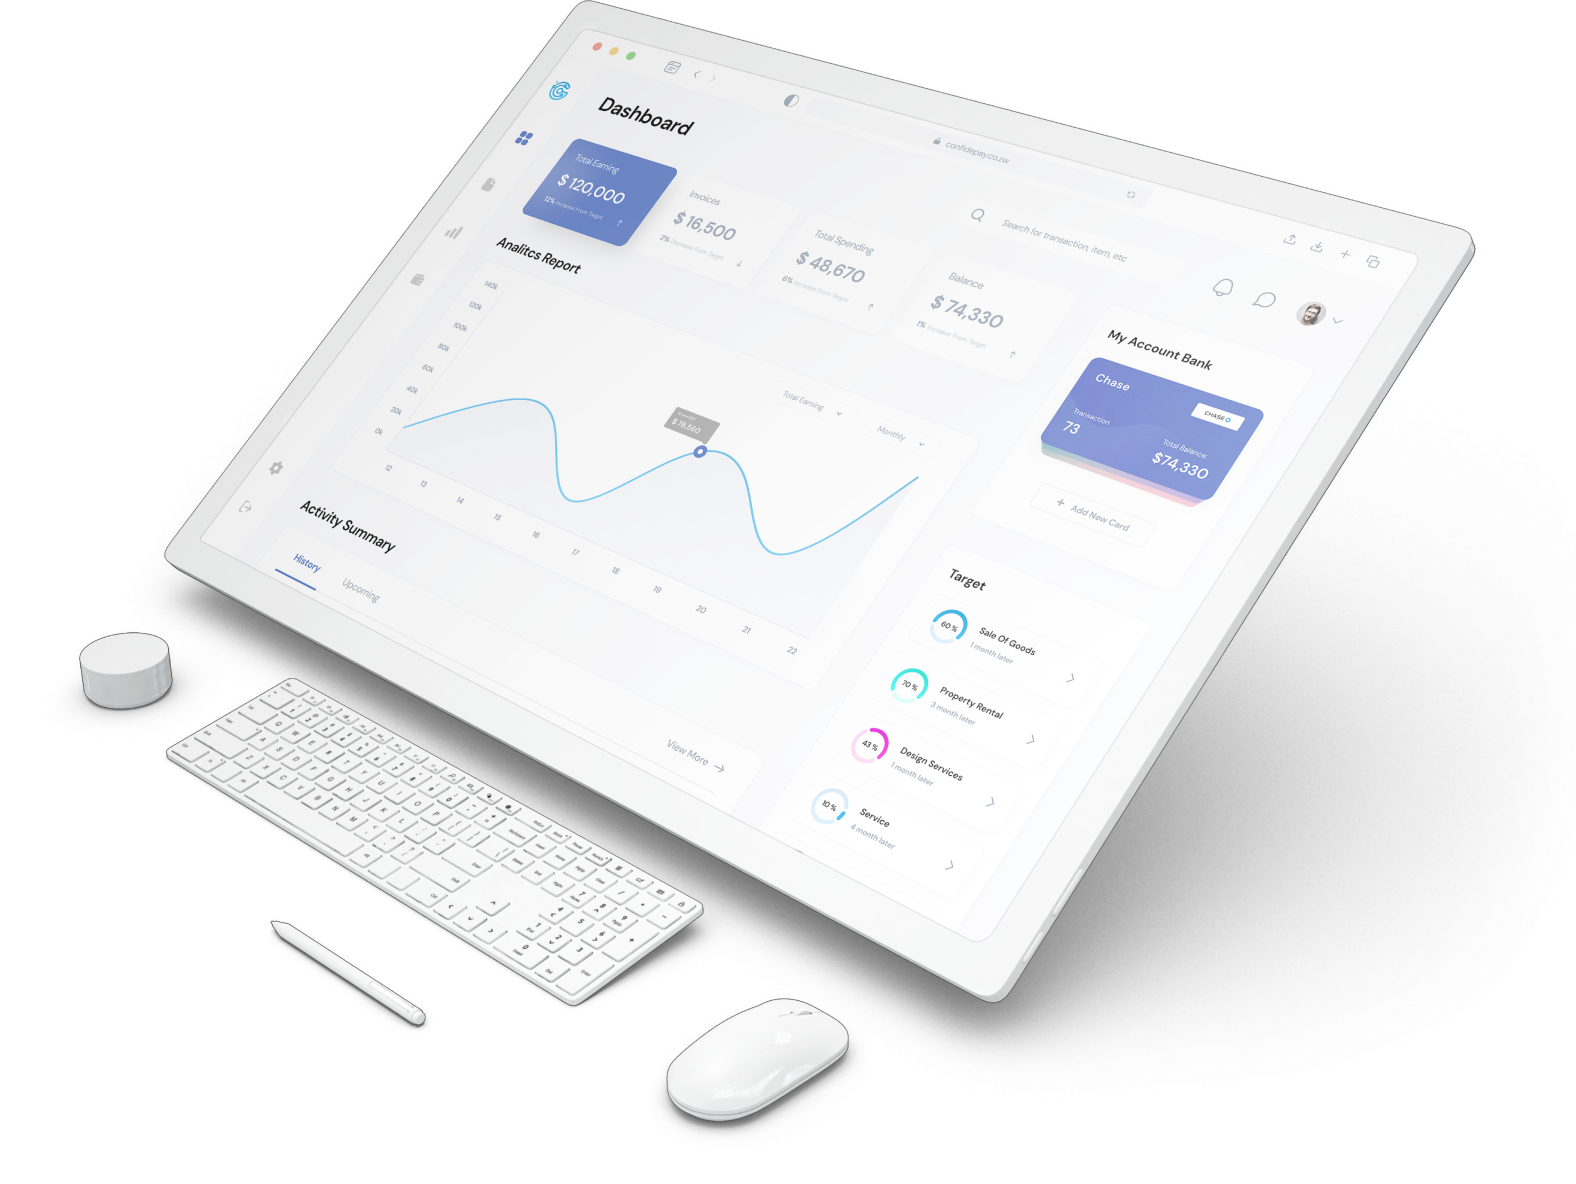 confidepay.co.zw
Dashboard
Search for transaction, item, etc
Total Earning
$ 120,000
12% Increase From Target
Invoices
$ 16,500
2% Decrease From Target
Total Spending
$ 48,670
6% Increase From Target
Balance
$ 74,330
1% Increase From Target
Analitcs Report
Total Earning
Monthly
140k
120k
100k
80k
60k
40k
20k
0k
$ 78,560
12
13
14
15
16
17
18
19
20
21
22
My Account Bank
Chase
CHASE
Transaction
73
Total Balance:
$74,330
+ Add New Card
Activity Summary
History
Upcoming
View More
Target
60%
Sale Of Goods
1 month later
70%
Property Rental
3 month later
43%
Design Services
1 month later
10%
Service
4 month later